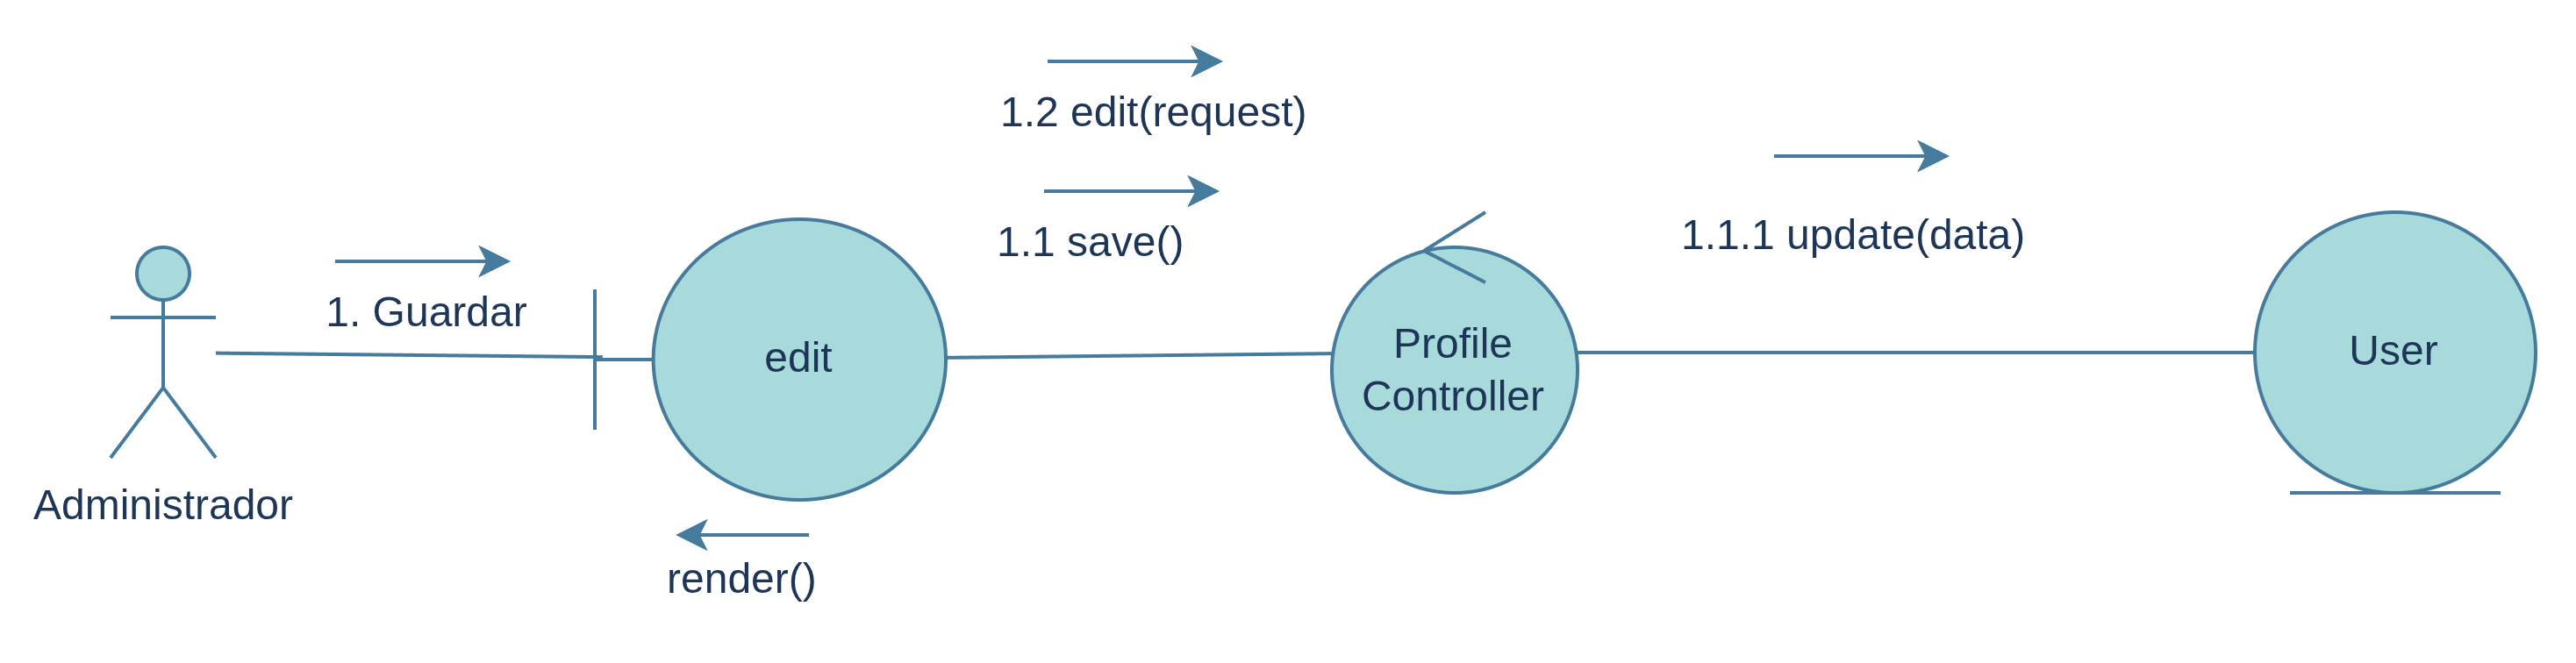 1.2 edit(request)
1.1 save()
1.1.1 update(data)
1. Guardar
edit
Profile
Controller
User
Administrador
render()